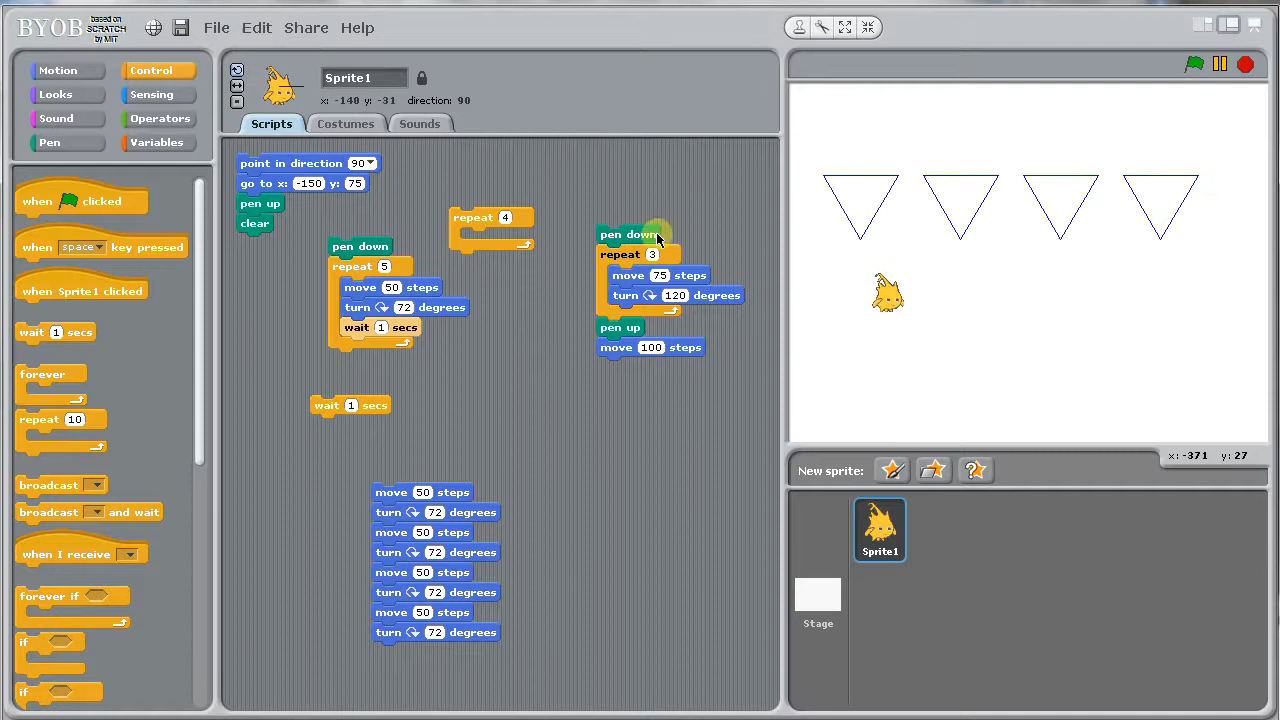 BYOB based on SCRATCH by MIT
File Edit Share Help
Motion Control
Looks Sensing
Sound Operators
Pen Variables
Sprite1
x: -140 y: -31 direction: 90
Scripts Costumes Sounds
when clicked
when space key pressed
when Sprite1 clicked
wait 1 secs
forever
repeat 10
broadcast
broadcast and wait
when I receive
forever if
if
if
point in direction 90
go to x: -150 y: 75
pen up
clear
pen down
repeat 5
move 50 steps
turn 72 degrees
wait 1 secs
repeat 4
pen down
repeat 3
move 75 steps
turn 120 degrees
pen up
move 100 steps
wait 1 secs
move 50 steps
turn 72 degrees
move 50 steps
turn 72 degrees
move 50 steps
turn 72 degrees
move 50 steps
turn 72 degrees
x: -371 y: 27
New sprite:
Sprite1
Stage